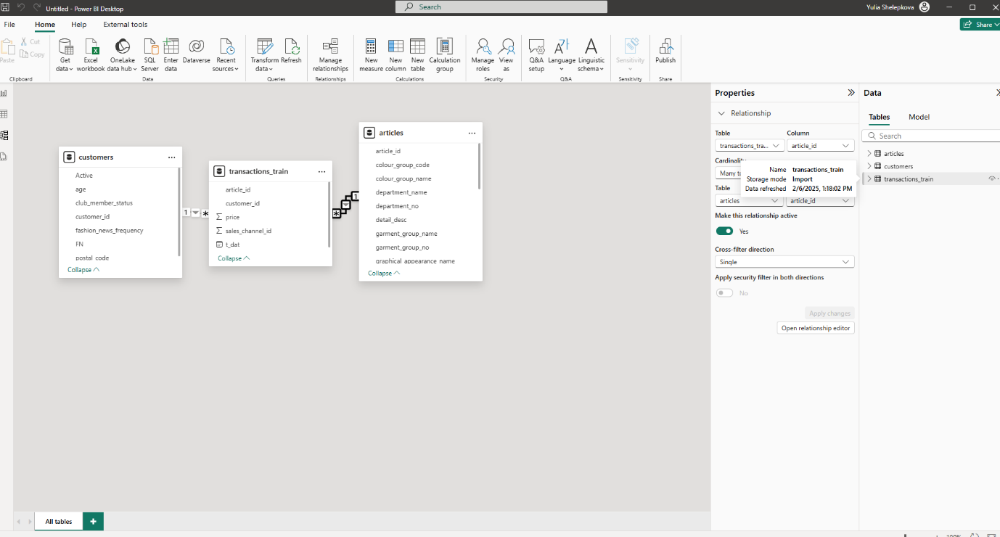 Untitled - Power BI Desktop
Search
Yulia Shelepkova
File Home Help External tools
Share
Paste
Cut
Copy
Clipboard
Get data
Excel workbook
OneLake data hub
SQL Server
Enter data
Dataverse
Recent sources
Data
Transform data
Refresh
Queries
Manage relationships
Relationships
New measure
New column
New table
Calculation group
Calculations
Manage roles
View as
Security
Q&A setup
Language
Linguistic schema
Q&A
Sensitivity
Sensitivity
Publish
Share
customers
Active
age
club_member_status
customer_id
fashion_news_frequency
FN
postal_code
Collapse
1
*
transactions_train
article_id
customer_id
price
sales_channel_id
t_dat
Collapse
*
1
articles
article_id
colour_group_code
colour_group_name
department_name
department_no
detail_desc
garment_group_name
garment_group_no
graphical_appearance_name
Collapse
Properties
Relationship
Table Column
transactions_tra... article_id
Cardinality
Many to
Name transactions_train
Storage mode Import
Data refreshed 2/6/2025, 1:18:02 PM
Table
articles article_id
Make this relationship active
Yes
Cross-filter direction
Single
Apply security filter in both directions
No
Apply changes
Open relationship editor
Data
Tables Model
Search
articles
customers
transactions_train
All tables
100%